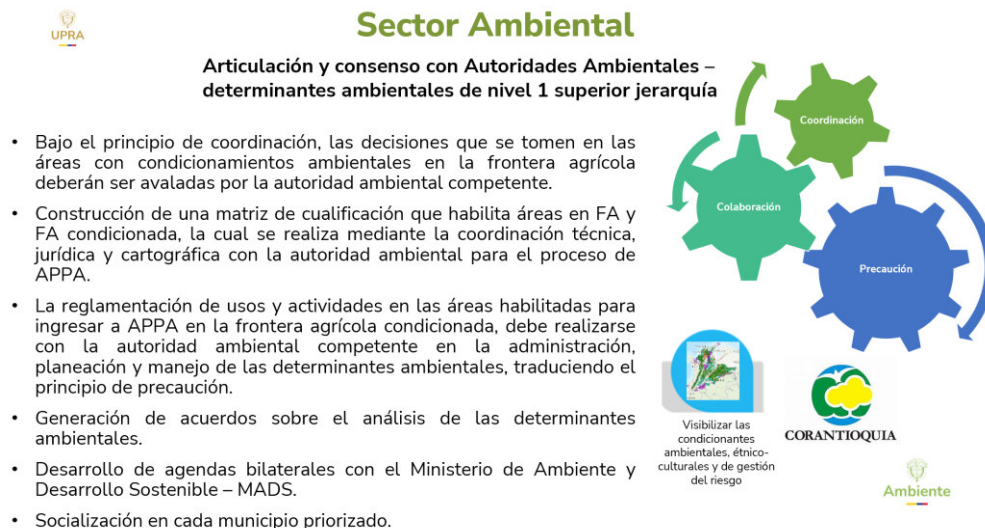 UPRA
Sector Ambiental
Articulación y consenso con Autoridades Ambientales –
determinantes ambientales de nivel 1 superior jerarquía
• Bajo el principio de coordinación, las decisiones que se tomen en las
áreas con condicionamientos ambientales en la frontera agrícola
deberán ser avaladas por la autoridad ambiental competente.
• Construcción de una matriz de cualificación que habilita áreas en FA y
FA condicionada, la cual se realiza mediante la coordinación técnica,
jurídica y cartográfica con la autoridad ambiental para el proceso de
APPA.
• La reglamentación de usos y actividades en las áreas habilitadas para
ingresar a APPA en la frontera agrícola condicionada, debe realizarse
con la autoridad ambiental competente en la administración,
planeación y manejo de las determinantes ambientales, traduciendo el
principio de precaución.
• Generación de acuerdos sobre el análisis de las determinantes
ambientales.
• Desarrollo de agendas bilaterales con el Ministerio de Ambiente y
Desarrollo Sostenible – MADS.
• Socialización en cada municipio priorizado.
Coordinación
Colaboración
Precaución
Visibilizar las
condicionantes
ambientales, étnico-
culturales y de gestión
del riesgo
CORANTIOQUIA
Ambiente